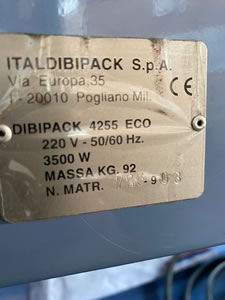 ITALDIBIPACK S.p.A.
Via Europa,35
I - 20010 Pogliano Mil.
CE
DIBIPACK 4255 ECO
220 V - 50/60 Hz.
3500 W
MASSA KG. 92
N. MATR.